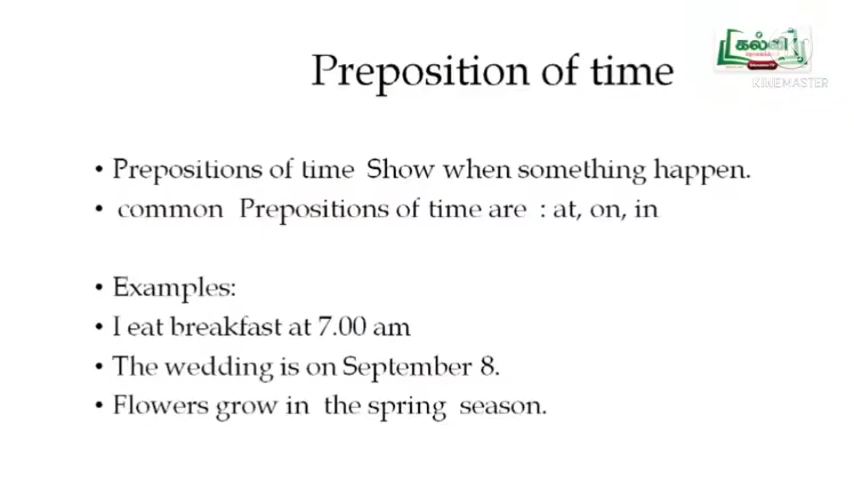 கல்வி
KINEMASTER
Preposition of time
• Prepositions of time Show when something happen.
• common Prepositions of time are : at, on, in
• Examples:
• I eat breakfast at 7.00 am
• The wedding is on September 8.
• Flowers grow in the spring season.